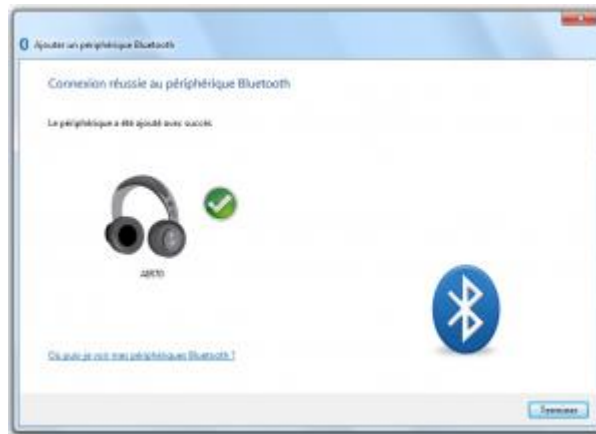 Ajouter un périphérique Bluetooth
Connexion réussie au périphérique Bluetooth
Le périphérique a été ajouté avec succès
Où puis-je voir mes périphériques Bluetooth ?
Terminer